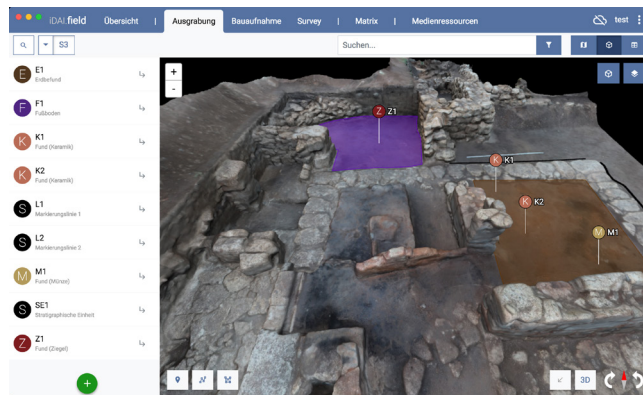 iDAI.field
Übersicht
Ausgrabung
Bauaufnahme
Survey
Matrix
Medienressourcen
test
S3
Suchen...
E
E1
Erdbefund
F
F1
Fußboden
K
K1
Fund (Keramik)
K
K2
Fund (Keramik)
S
L1
Markierungslinie 1
S
L2
Markierungslinie 2
M
M1
Fund (Münze)
S
SE1
Stratigraphische Einheit
Z
Z1
Fund (Ziegel)
+
+
-
Z Z1
K K1
K K2
M M1
3D